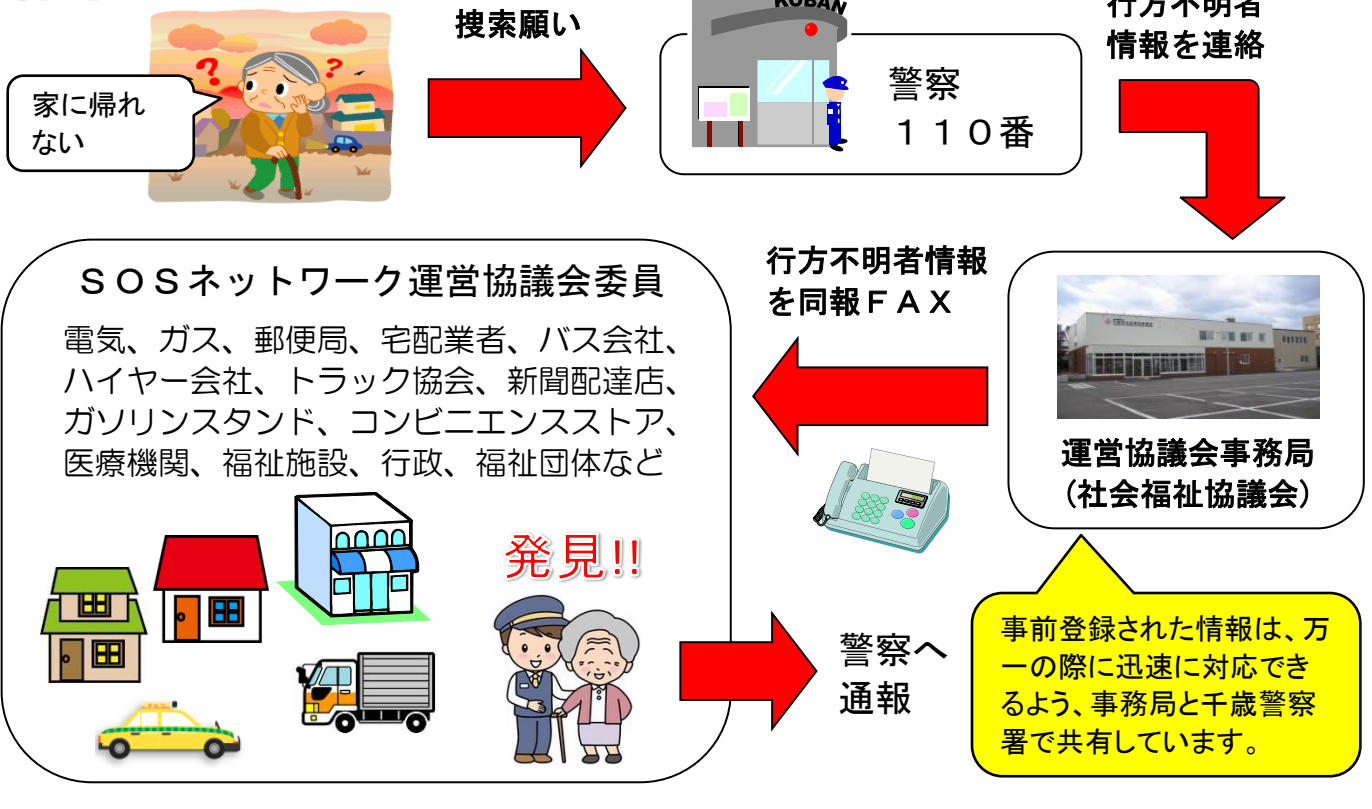 捜索願い
KOBAN
行方不明者
情報を連絡
家に帰れ
ない
?
?
警察
１１０番
ＳＯＳネットワーク運営協議会委員
電気、ガス、郵便局、宅配業者、バス会社、
ハイヤー会社、トラック協会、新聞配達店、
ガソリンスタンド、コンビニエンスストア、
医療機関、福祉施設、行政、福祉団体など
行方不明者情報
を同報ＦＡＸ
運営協議会事務局
（社会福祉協議会）
発見!!
警察へ
通報
事前登録された情報は、万
一の際に迅速に対応でき
るよう、事務局と千歳警察
署で共有しています。